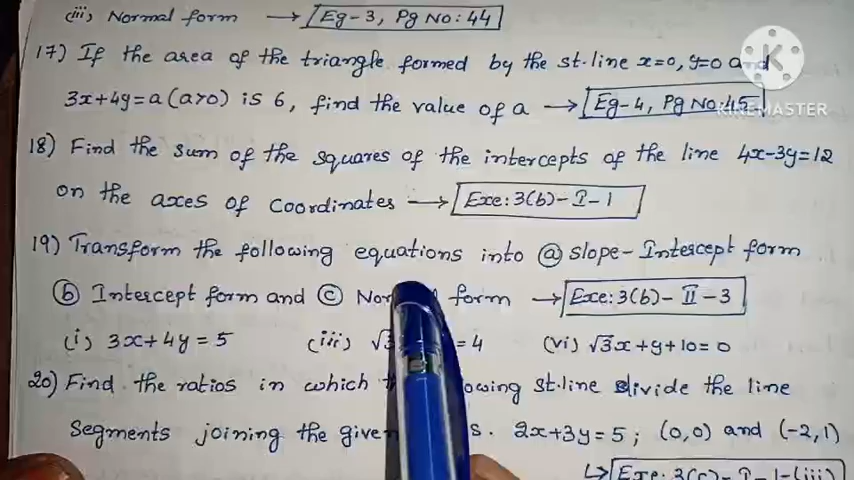 (iii) Normal form → Eg-3, Pg No:44
17) If the area of the triangle formed by the st.line x=0, y=0 and
3x+4y=a (a>0) is 6, find the value of a → Eg-4, Pg No:45
KINEMASTER
18) Find the sum of the squares of the intercepts of the line 4x-3y=12
on the axes of coordinates → Exe:3(b)-I-1
19) Transform the following equations into ⓐ slope-Intercept form
ⓑ Intercept form and ⓒ form → Exe:3(b)-II-3
(i) 3x+4y=5 (iii) =4 (vi) √3x+y+10=0
20) Find the ratios in which st.line divide the line
Segments joining the 2x+3y=5; (0,0) and (-2,1)
↳ Exe:3(c)-I-1-(iii)